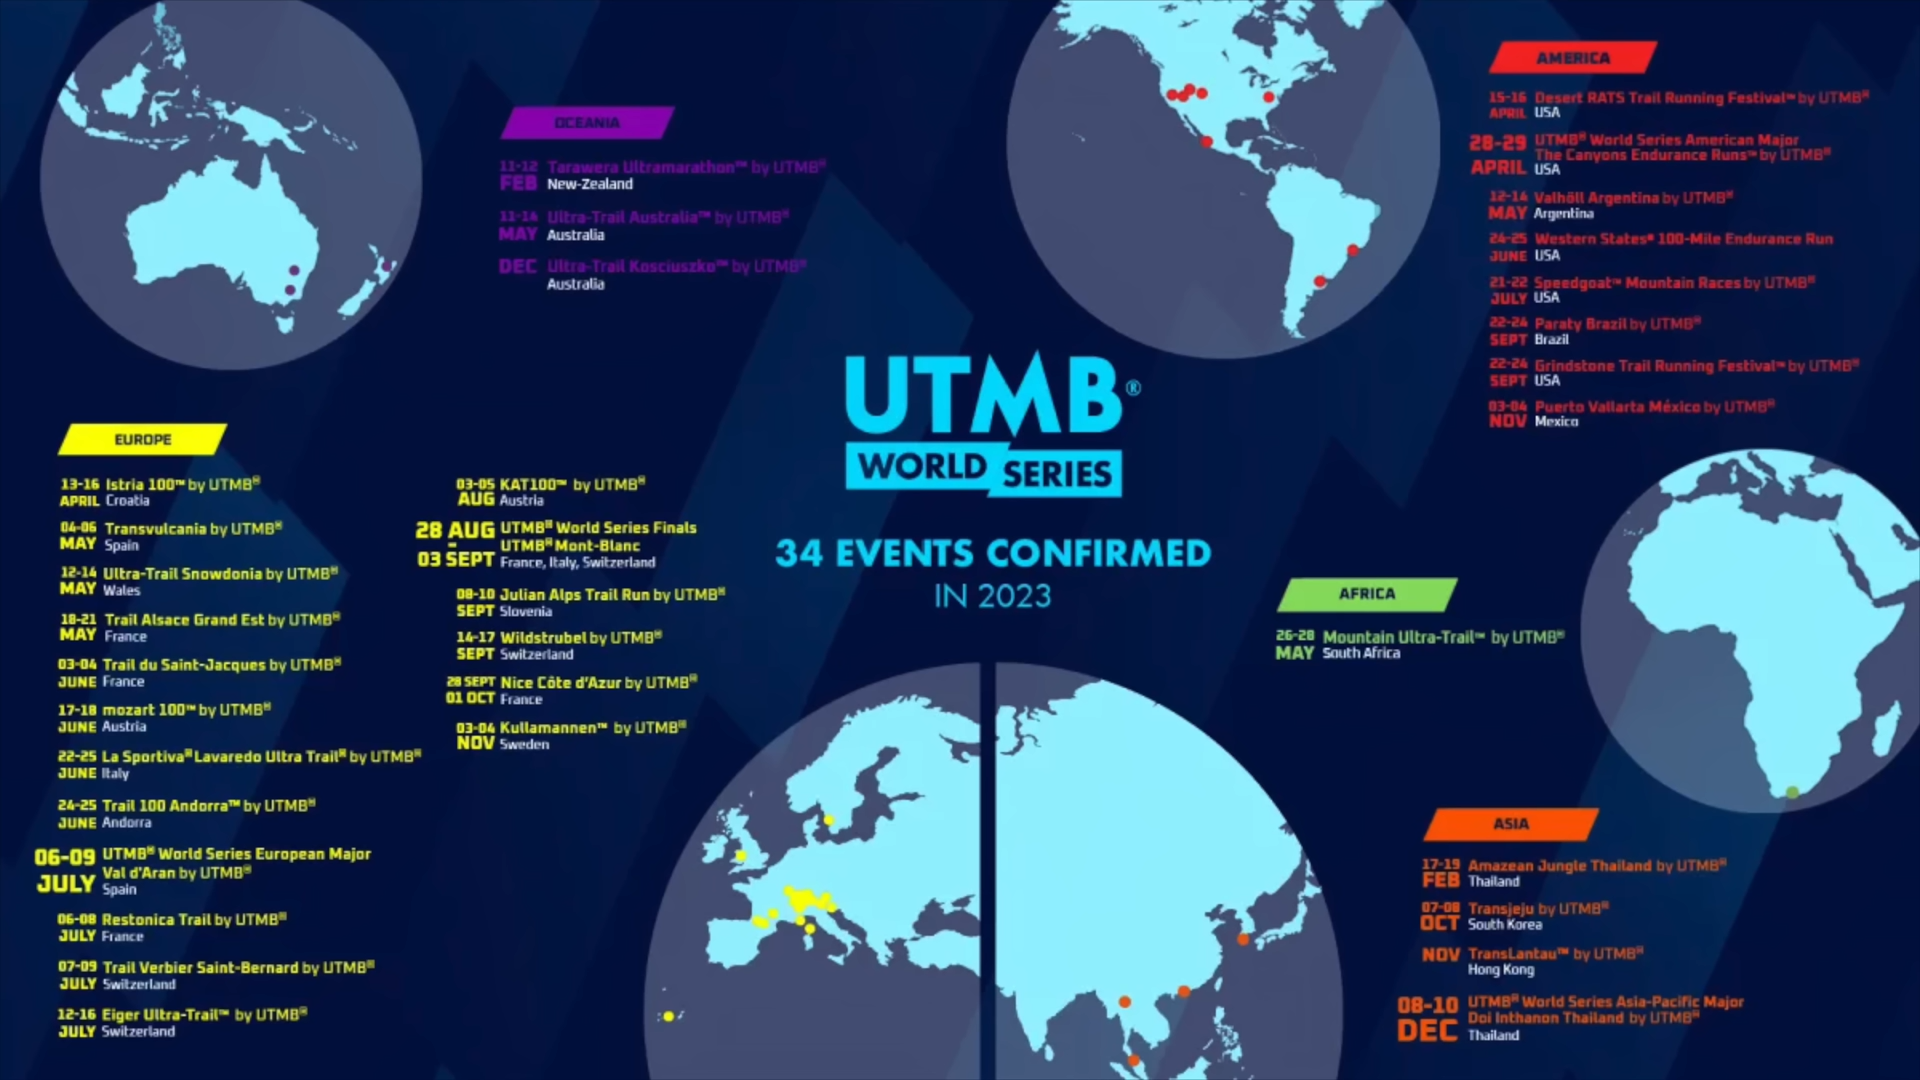 OCEANIA
11-12 Tarawera Ultramarathon™ by UTMB®
FEB New-Zealand
11-14 Ultra-Trail Australia™ by UTMB®
MAY Australia
DEC Ultra-Trail Kosciuszko™ by UTMB®
Australia
AMERICA
15-16 Desert RATS Trail Running Festival™ by UTMB®
APRIL USA
28-29 UTMB® World Series American Major
The Canyons Endurance Runs™ by UTMB®
APRIL USA
12-14 Valhöll Argentina by UTMB®
MAY Argentina
24-25 Western States® 100-Mile Endurance Run
JUNE USA
21-22 Speedgoat™ Mountain Races by UTMB®
JULY USA
22-24 Paraty Brazil by UTMB®
SEPT Brazil
22-24 Grindstone Trail Running Festival™ by UTMB®
SEPT USA
03-04 Puerto Vallarta México by UTMB®
NOV Mexico
UTMB®
WORLD SERIES
34 EVENTS CONFIRMED
IN 2023
EUROPE
13-16 Istria 100™ by UTMB®
APRIL Croatia
04-06 Transvulcania by UTMB®
MAY Spain
12-14 Ultra-Trail Snowdonia by UTMB®
MAY Wales
18-21 Trail Alsace Grand Est by UTMB®
MAY France
03-04 Trail du Saint-Jacques by UTMB®
JUNE France
17-18 mozart 100™ by UTMB®
JUNE Austria
22-25 La Sportiva® Lavaredo Ultra Trail® by UTMB®
JUNE Italy
24-25 Trail 100 Andorra™ by UTMB®
JUNE Andorra
06-09 UTMB® World Series European Major
Val d'Aran by UTMB®
JULY Spain
06-08 Restonica Trail by UTMB®
JULY France
07-09 Trail Verbier Saint-Bernard by UTMB®
JULY Switzerland
12-16 Eiger Ultra-Trail™ by UTMB®
JULY Switzerland
03-05 KAT100™ by UTMB®
AUG Austria
28 AUG UTMB® World Series Finals
- UTMB® Mont-Blanc
03 SEPT France, Italy, Switzerland
08-10 Julian Alps Trail Run by UTMB®
SEPT Slovenia
14-17 Wildstrubel by UTMB®
SEPT Switzerland
28 SEPT Nice Côte d'Azur by UTMB®
01 OCT France
03-04 Kullamannen™ by UTMB®
NOV Sweden
AFRICA
26-28 Mountain Ultra-Trail™ by UTMB®
MAY South Africa
ASIA
17-19 Amazean Jungle Thailand by UTMB®
FEB Thailand
07-08 Transjeju by UTMB®
OCT South Korea
NOV TransLantau™ by UTMB®
Hong Kong
08-10 UTMB® World Series Asia-Pacific Major
Doi Inthanon Thailand by UTMB®
DEC Thailand